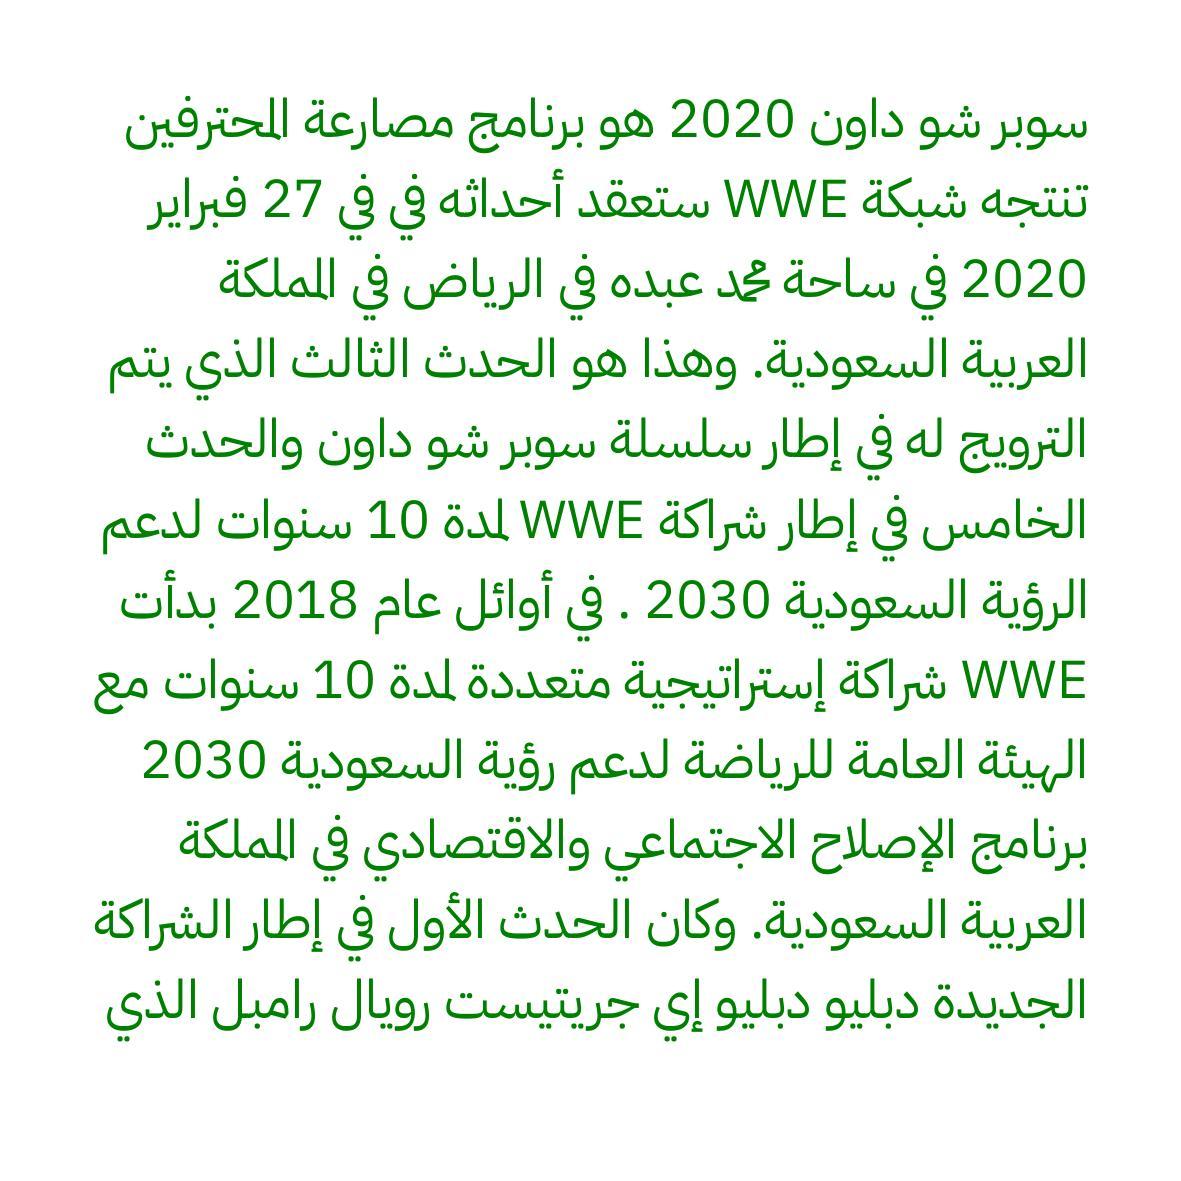 سوبر شو داون 2020 هو برنامج مصارعة المحترفين
تنتجه شبكة WWE ستعقد أحداثه في في 27 فبراير
2020 في ساحة محمد عبده في الرياض في المملكة
العربية السعودية. وهذا هو الحدث الثالث الذي يتم
الترويج له في إطار سلسلة سوبر شو داون والحدث
الخامس في إطار شراكة WWE لمدة 10 سنوات لدعم
الرؤية السعودية 2030 . في أوائل عام 2018 بدأت
WWE شراكة إستراتيجية متعددة لمدة 10 سنوات مع
الهيئة العامة للرياضة لدعم رؤية السعودية 2030
برنامج الإصلاح الاجتماعي والاقتصادي في المملكة
العربية السعودية. وكان الحدث الأول في إطار الشراكة
الجديدة دبليو دبليو إي جريتيست رويال رامبل الذي